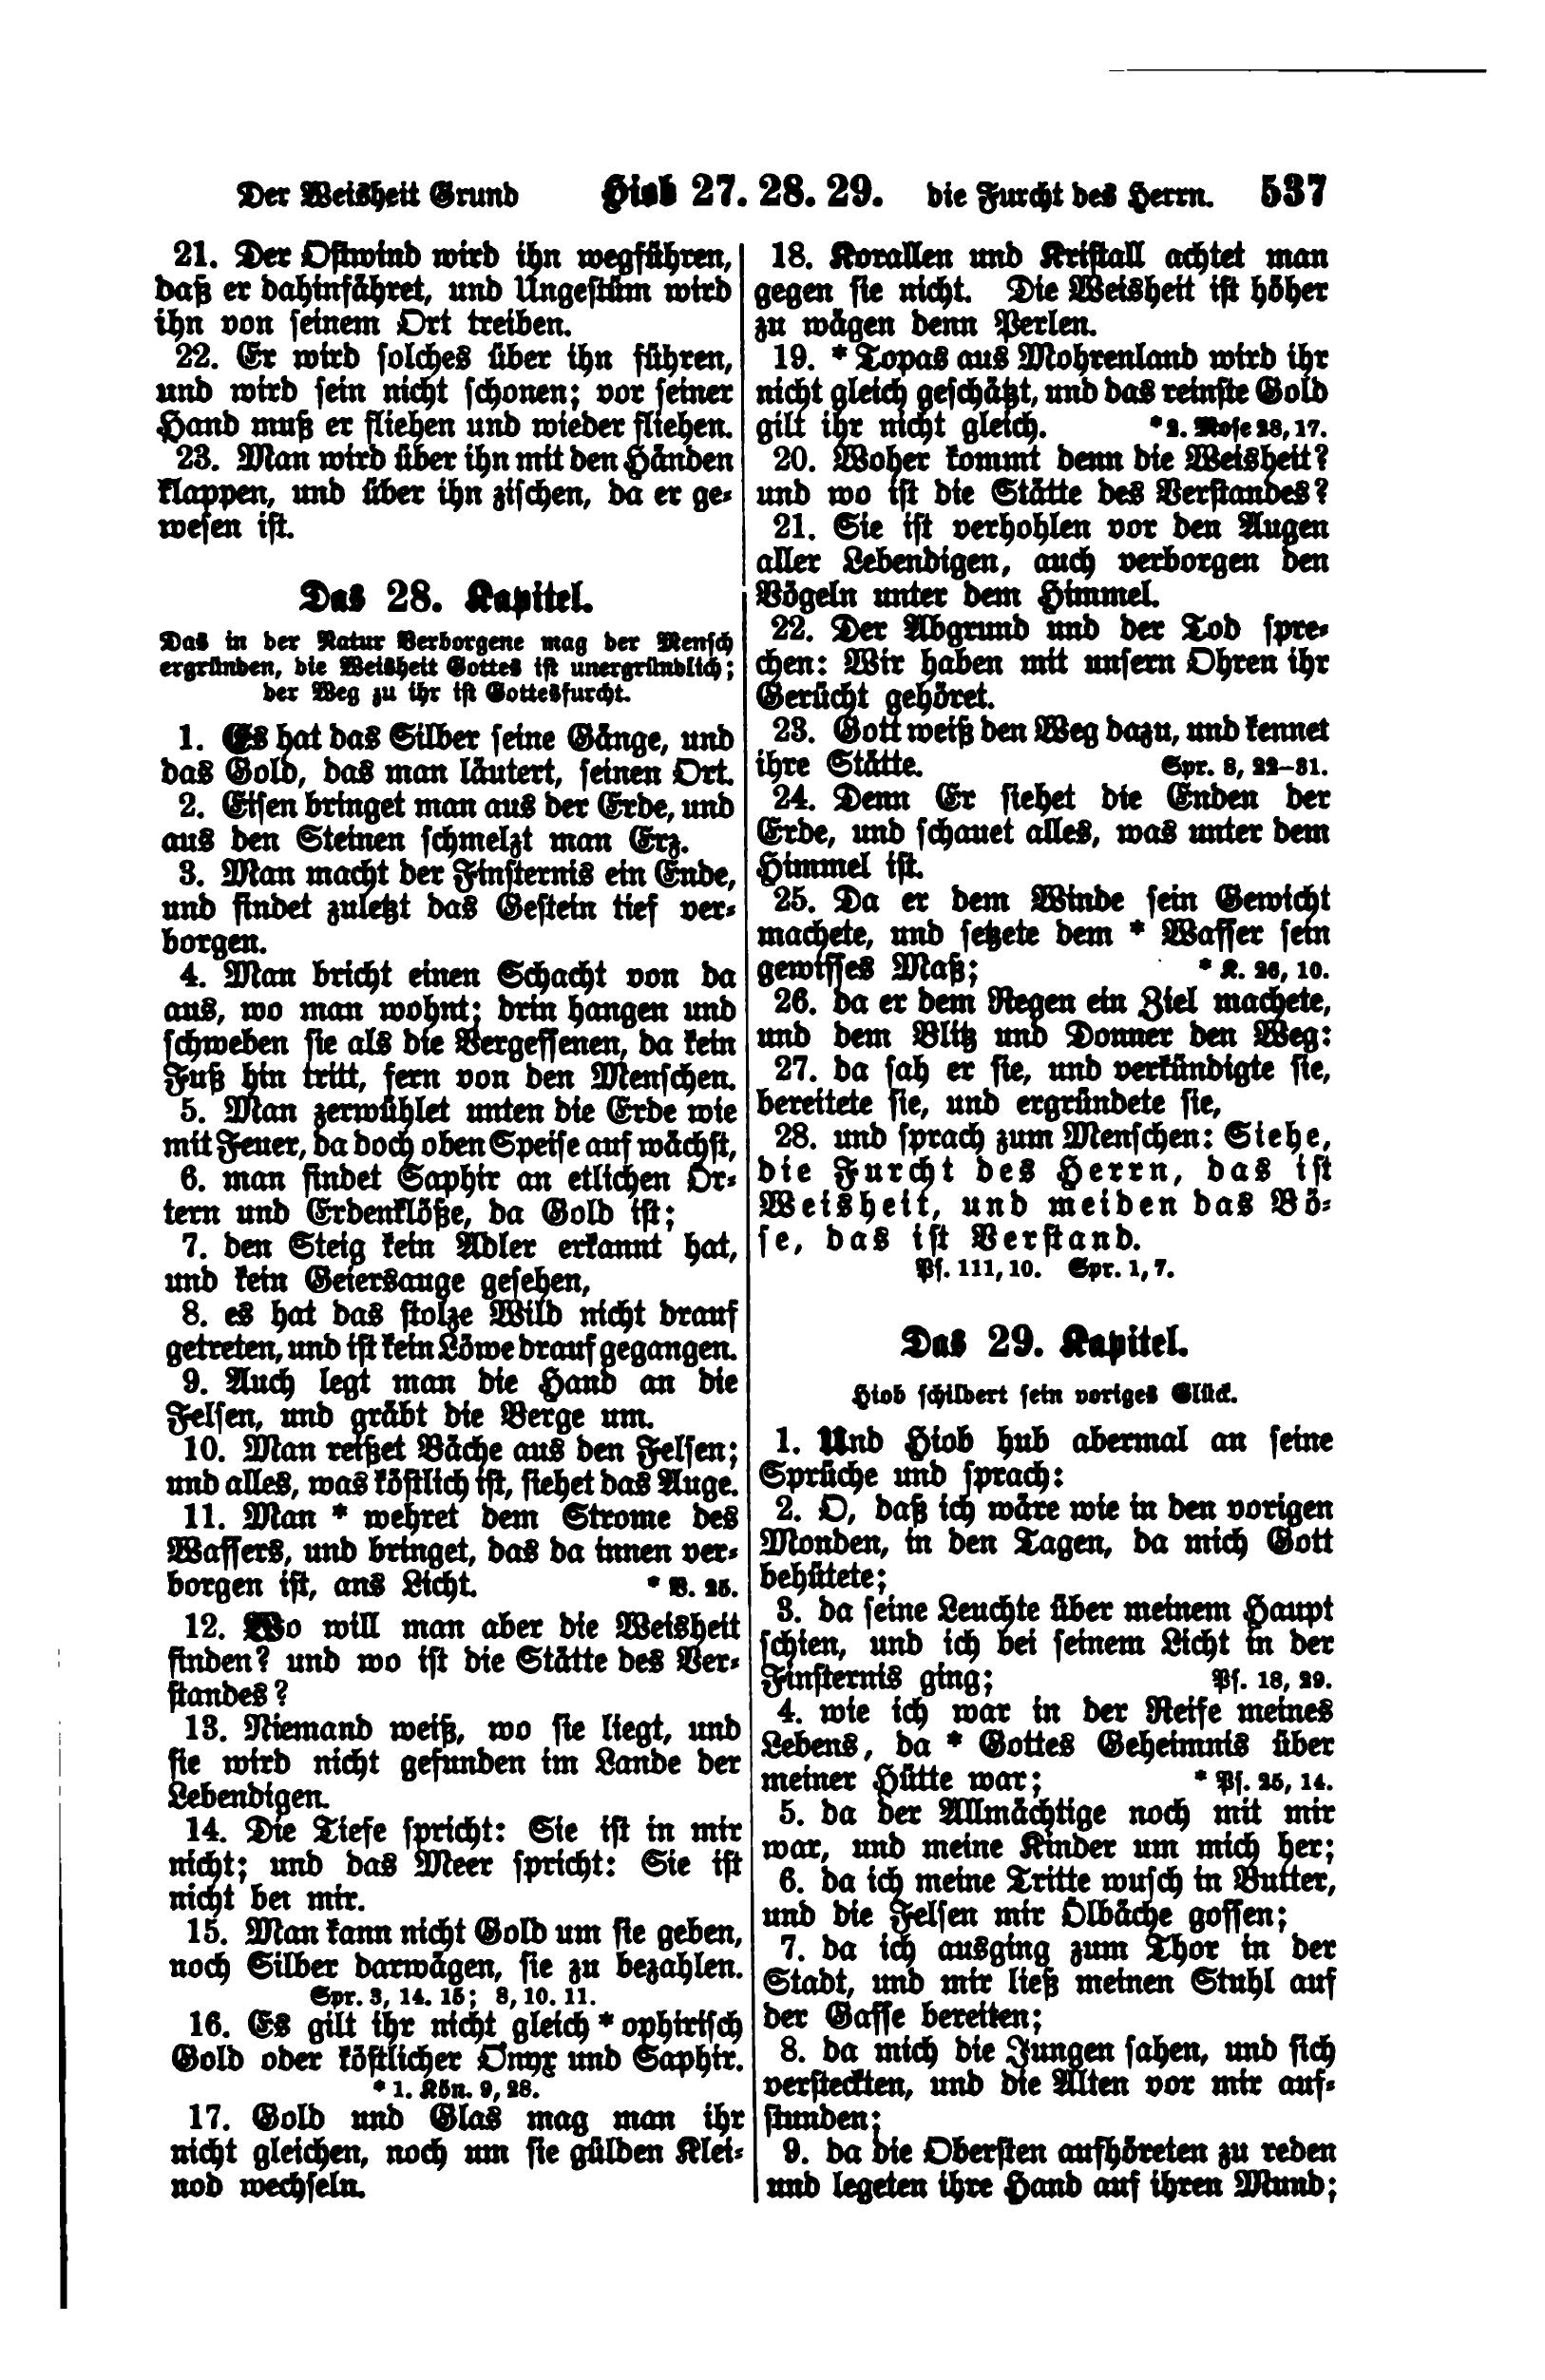 Der Weisheit Grund Hiob 27. 28. 29. die Furcht des Herrn. 537
21. Der Ostwind wird ihn wegführen,
daß er dahinfähret, und Ungestüm wird
ihn von seinem Ort treiben.
22. Er wird solches über ihn führen,
und wird sein nicht schonen; vor seiner
Hand muß er fliehen und wieder fliehen.
23. Man wird über ihn mit den Händen
klappen, und über ihn zischen, da er ge-
wesen ist.
Das 28. Kapitel.
Das in der Natur Verborgene mag der Mensch
ergründen, die Weisheit Gottes ist unergründlich;
der Weg zu ihr ist Gottesfurcht.
1. Es hat das Silber seine Gänge, und
das Gold, das man läutert, seinen Ort.
2. Eisen bringet man aus der Erde, und
aus den Steinen schmelzt man Erz.
3. Man macht der Finsternis ein Ende,
und findet zuletzt das Gestein tief ver-
borgen.
4. Man bricht einen Schacht von da
aus, wo man wohnt; drin hangen und
schweben sie als die Vergessenen, da kein
Fuß hin tritt, fern von den Menschen.
5. Man zerwühlet unten die Erde wie
mit Feuer, da doch oben Speise auf wächst,
6. man findet Saphir an etlichen Ör-
tern und Erdenklöße, da Gold ist;
7. den Steig kein Adler erkannt hat,
und kein Geiersauge gesehen,
8. es hat das stolze Wild nicht drauf
getreten, und ist kein Löwe drauf gegangen.
9. Auch legt man die Hand an die
Felsen, und gräbt die Berge um.
10. Man reißet Bäche aus den Felsen;
und alles, was köstlich ist, siehet das Auge.
11. Man * wehret dem Strome des
Wassers, und bringet, das da innen ver-
borgen ist, ans Licht. * V. 25.
12. Wo will man aber die Weisheit
finden? und wo ist die Stätte des Ver-
standes?
13. Niemand weiß, wo sie liegt, und
sie wird nicht gefunden im Lande der
Lebendigen.
14. Die Tiefe spricht: Sie ist in mir
nicht; und das Meer spricht: Sie ist
nicht bei mir.
15. Man kann nicht Gold um sie geben,
noch Silber darwägen, sie zu bezahlen.
Spr. 3, 14. 15; 8, 10. 11.
16. Es gilt ihr nicht gleich * ophirisch
Gold oder köstlicher Onyx und Saphir.
* 1. Kön. 9, 28.
17. Gold und Glas mag man ihr
nicht gleichen, noch um sie gülden Klei-
nod wechseln.
18. Korallen und Kristall achtet man
gegen sie nicht. Die Weisheit ist höher
zu wägen denn Perlen.
19. * Topas aus Mohrenland wird ihr
nicht gleich geschätzt, und das reinste Gold
gilt ihr nicht gleich. * 2. Mose 28, 17.
20. Woher kommt denn die Weisheit?
und wo ist die Stätte des Verstandes?
21. Sie ist verhohlen vor den Augen
aller Lebendigen, auch verborgen den
Vögeln unter dem Himmel.
22. Der Abgrund und der Tod spre-
chen: Wir haben mit unsern Ohren ihr
Gerücht gehöret.
23. Gott weiß den Weg dazu, und kennet
ihre Stätte. Spr. 8, 22–31.
24. Denn Er siehet die Enden der
Erde, und schauet alles, was unter dem
Himmel ist.
25. Da er dem Winde sein Gewicht
machete, und setzete dem * Wasser sein
gewisses Maß; * K. 26, 10.
26. da er dem Regen ein Ziel machete,
und dem Blitz und Donner den Weg:
27. da sah er sie, und verkündigte sie,
bereitete sie, und ergründete sie,
28. und sprach zum Menschen: Siehe,
die Furcht des Herrn, das ist
Weisheit, und meiden das Bö-
se, das ist Verstand.
Ps. 111, 10. Spr. 1, 7.
Das 29. Kapitel.
Hiob schildert sein voriges Glück.
1. Und Hiob hub abermal an seine
Sprüche und sprach:
2. O, daß ich wäre wie in den vorigen
Monden, in den Tagen, da mich Gott
behütete;
3. da seine Leuchte über meinem Haupt
schien, und ich bei seinem Licht in der
Finsternis ging; Ps. 18, 29.
4. wie ich war in der Reife meines
Lebens, da * Gottes Geheimnis über
meiner Hütte war; * Ps. 25, 14.
5. da der Allmächtige noch mit mir
war, und meine Kinder um mich her;
6. da ich meine Tritte wusch in Butter,
und die Felsen mir Ölbäche gossen;
7. da ich ausging zum Thor in der
Stadt, und mir ließ meinen Stuhl auf
der Gasse bereiten;
8. da mich die Jungen sahen, und sich
versteckten, und die Alten vor mir auf-
stunden;
9. da die Obersten aufhöreten zu reden
und legeten ihre Hand auf ihren Mund;